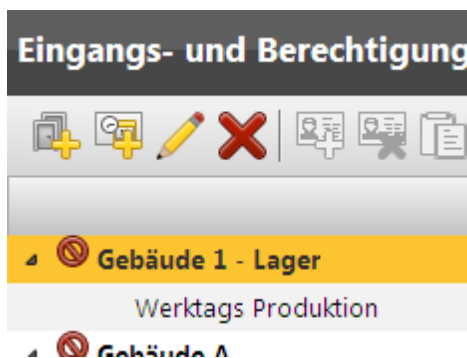 Eingangs- und Berechtigung
Gebäude 1 - Lager
Werktags Produktion
Gebäude A